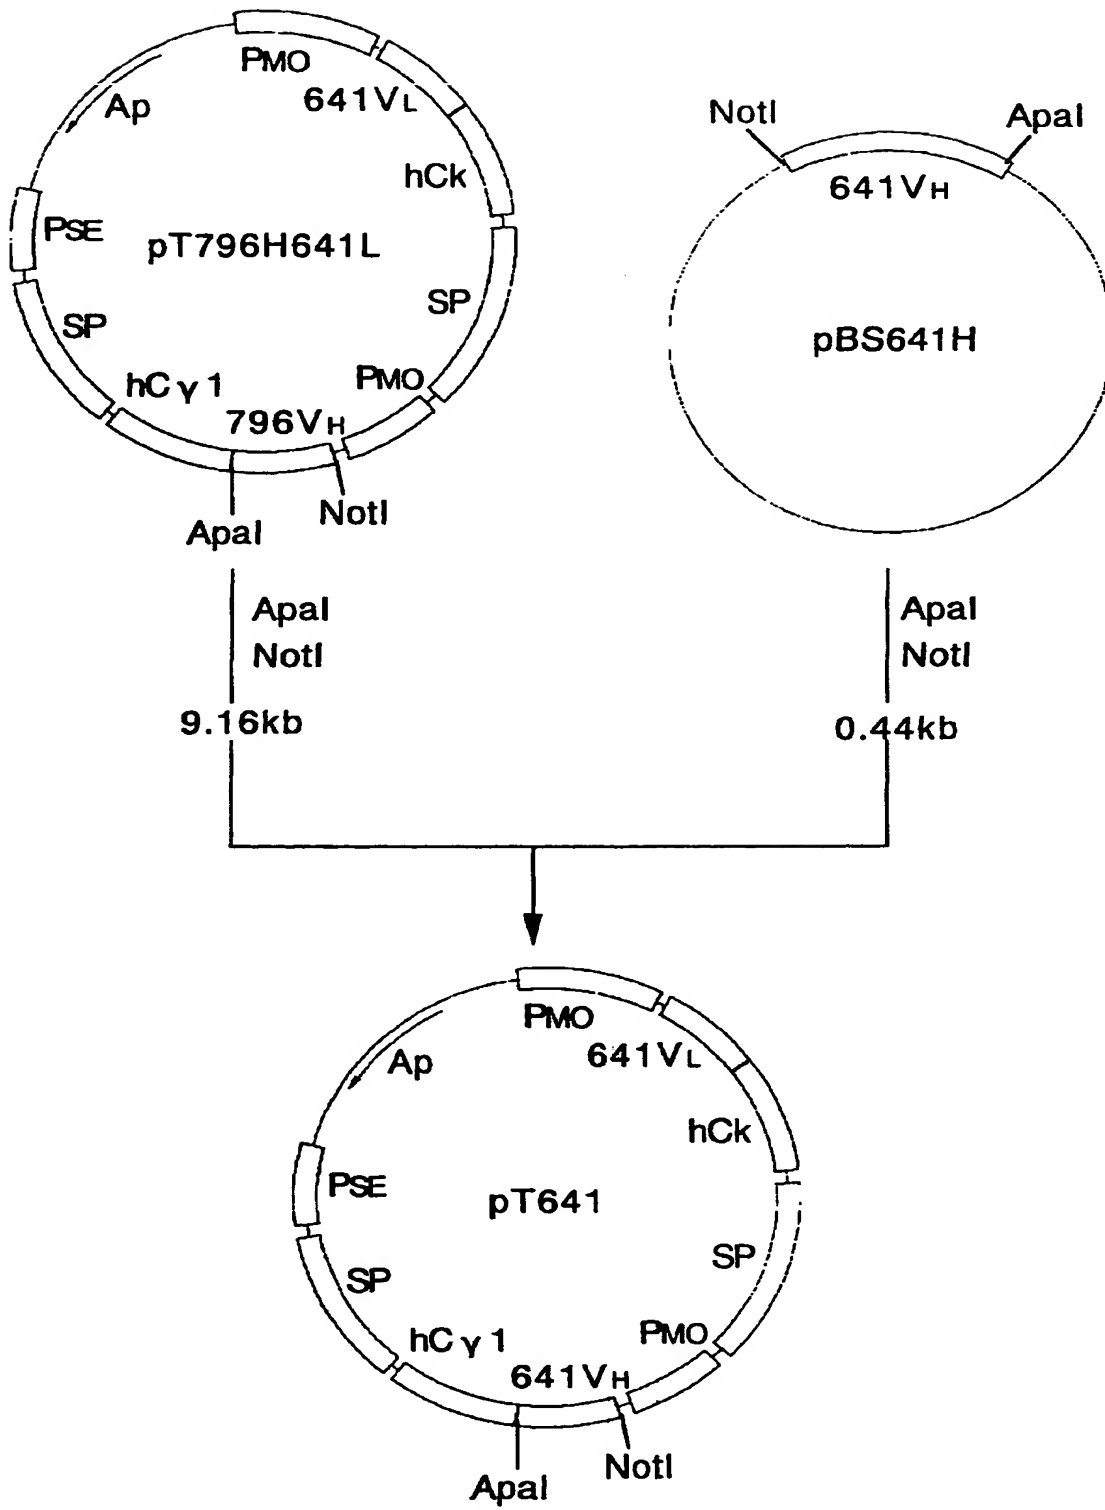 PMO
641VL
Ap
hCk
PSE
pT796H641L
SP
SP
PMO
hCγ1
796VH
NotI
ApaI
NotI
ApaI
641VH
pBS641H
ApaI
NotI
9.16kb
ApaI
NotI
0.44kb
PMO
641VL
Ap
hCk
PSE
pT641
SP
SP
PMO
hCγ1
641VH
NotI
ApaI